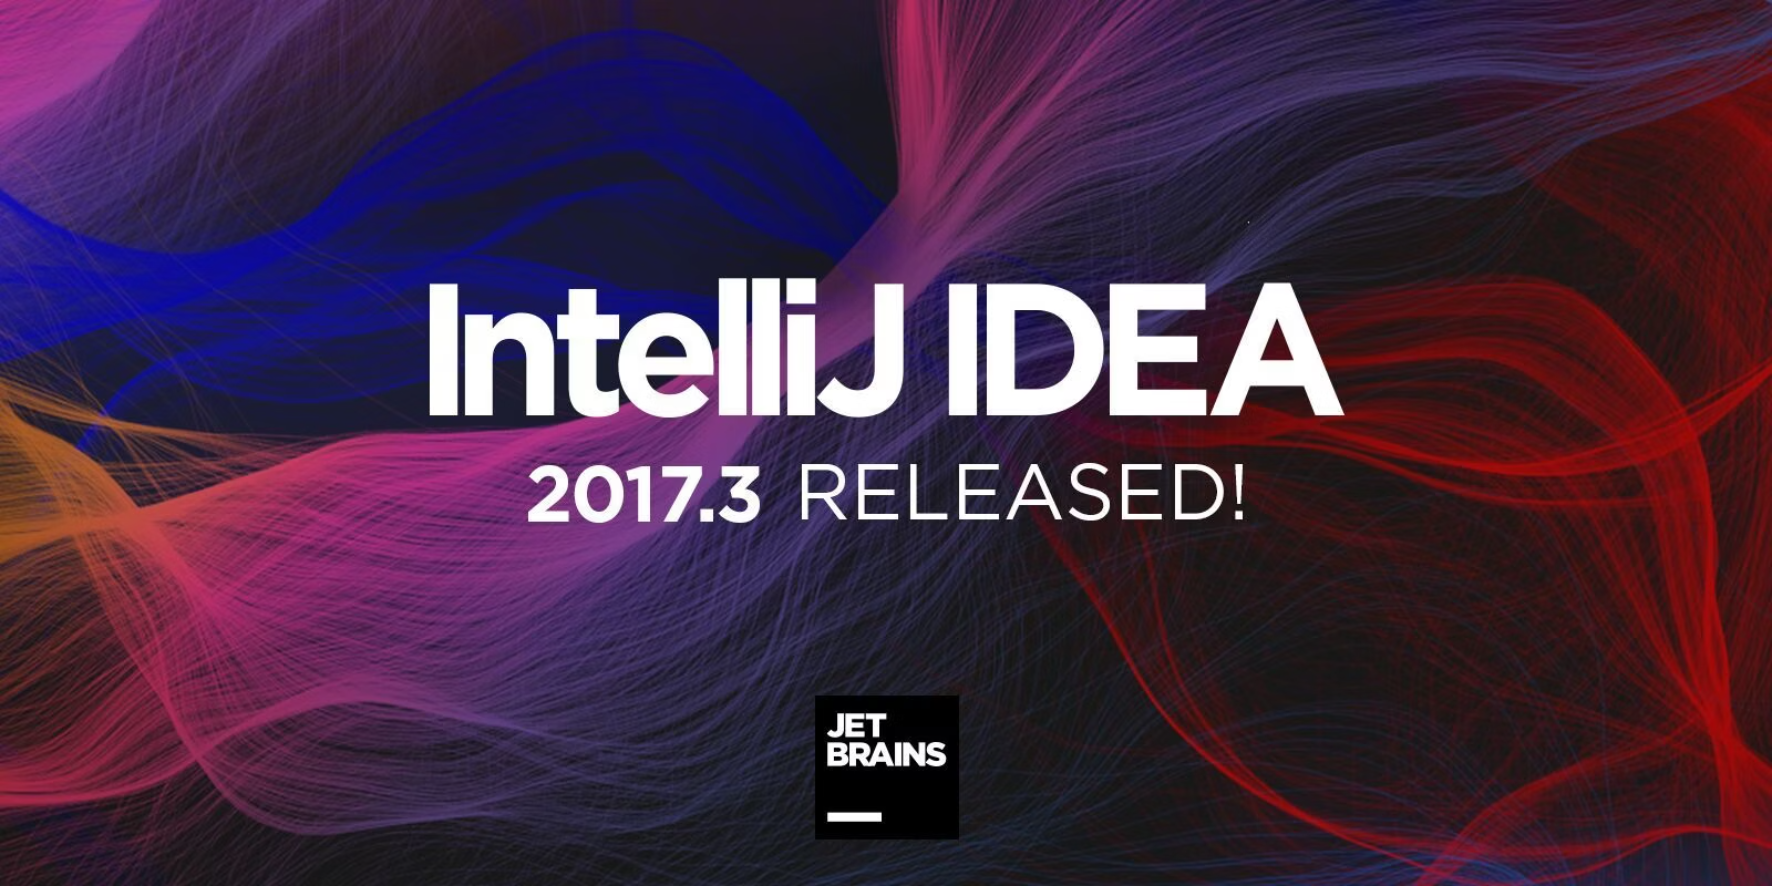 IntelliJ IDEA
2017.3 RELEASED!
JET
BRAINS